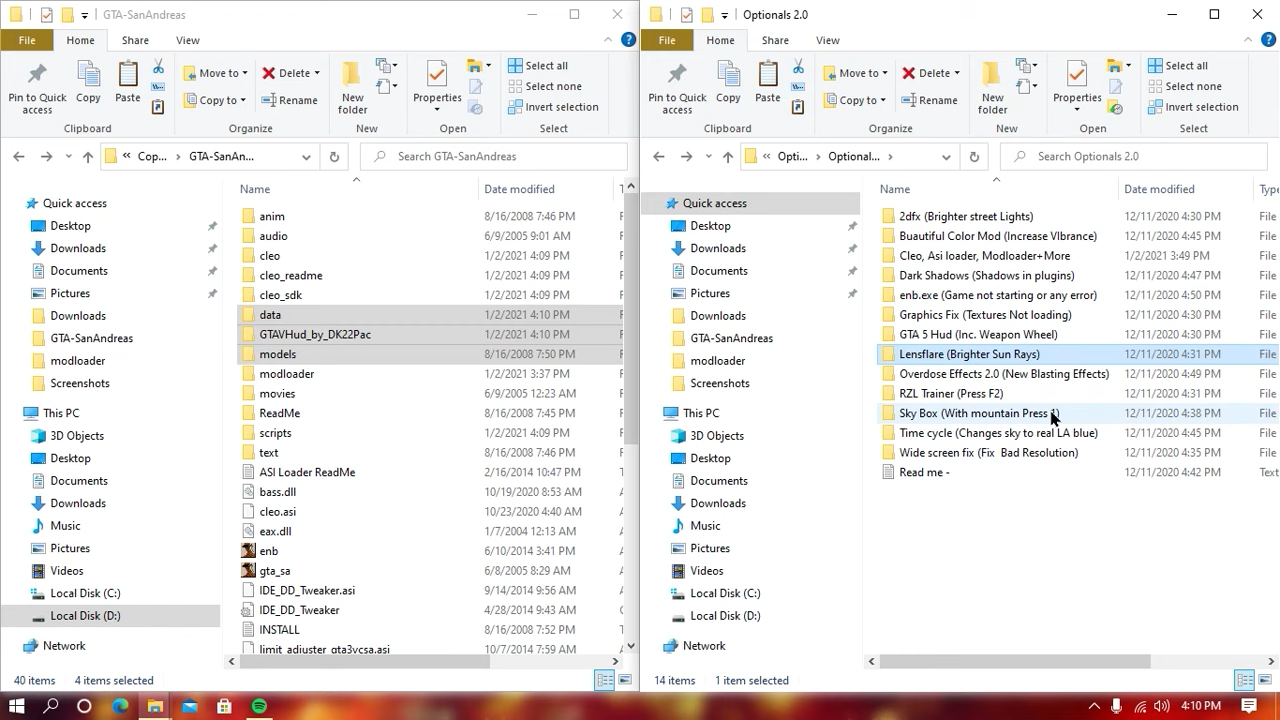 GTA-SanAndreas
File
Home
Share
View
Pin to Quick access
Copy
Paste
Move to
Copy to
Delete
Rename
New folder
Properties
Open
Select all
Select none
Invert selection
Clipboard
Organize
New
Open
Select
Cop...
GTA-SanAn...
Search GTA-SanAndreas
Name
Date modified
T
Quick access
Desktop
Downloads
Documents
Pictures
Downloads
GTA-SanAndreas
modloader
Screenshots
This PC
3D Objects
Desktop
Documents
Downloads
Music
Pictures
Videos
Local Disk (C:)
Local Disk (D:)
Network
anim 8/16/2008 7:46 PM F
audio 6/9/2005 9:01 AM F
cleo 1/2/2021 4:09 PM F
cleo_readme 1/2/2021 4:09 PM F
cleo_sdk 1/2/2021 4:09 PM F
data 1/2/2021 4:10 PM F
GTAVHud_by_DK22Pac 1/2/2021 4:10 PM F
models 8/16/2008 7:50 PM F
modloader 1/2/2021 3:37 PM F
movies 6/9/2005 12:23 AM F
ReadMe 8/16/2008 7:45 PM F
scripts 1/2/2021 4:09 PM F
text 8/16/2008 7:46 PM F
ASI Loader ReadMe 2/16/2014 10:47 PM
bass.dll 10/19/2020 8:53 AM
cleo.asi 10/23/2020 4:40 AM
eax.dll 1/7/2004 12:13 AM
enb 6/10/2014 3:41 PM
gta_sa 6/8/2005 8:29 AM
IDE_DD_Tweaker.asi 9/14/2014 9:56 AM
IDE_DD_Tweaker 4/28/2014 9:43 AM
INSTALL 8/16/2008 7:52 PM
limit_adjuster_gta3vcsa.asi 10/7/2014 7:59 AM
40 items 4 items selected
Optionals 2.0
File
Home
Share
View
Pin to Quick access
Copy
Paste
Move to
Copy to
Delete
Rename
New folder
Properties
Select all
Select none
Invert selection
Clipboard
Organize
New
Open
Select
Opti...
Optional...
Search Optionals 2.0
Name
Date modified
Type
Quick access
Desktop
Downloads
Documents
Pictures
Downloads
GTA-SanAndreas
modloader
Screenshots
This PC
3D Objects
Desktop
Documents
Downloads
Music
Pictures
Videos
Local Disk (C:)
Local Disk (D:)
Network
2dfx (Brighter street Lights) 12/11/2020 4:30 PM File
Buautiful Color Mod (Increase VIbrance) 12/11/2020 4:45 PM File
Cleo, Asi loader, Modloader+More 1/2/2021 3:49 PM File
Dark Shadows (Shadows in plugins) 12/11/2020 4:47 PM File
enb.exe (Game not starting or any error) 12/11/2020 4:50 PM File
Graphics Fix (Textures Not loading) 12/11/2020 4:31 PM File
GTA 5 Hud (Inc. Weapon Wheel) 12/11/2020 4:31 PM File
Lensflare (Brighter Sun Rays) 12/11/2020 4:31 PM File
Overdose Effects 2.0 (New Blasting Effects) 12/11/2020 4:49 PM File
RZL Trainer (Press F2) 12/11/2020 4:31 PM File
Sky Box (With mountain Press 12/11/2020 4:38 PM File
Time cycle (Changes sky to real LA blue) 12/11/2020 4:45 PM File
Wide screen fix (Fix Bad Resolution) 12/11/2020 4:35 PM File
Read me - 12/11/2020 4:42 PM Text
14 items 1 item selected
4:10 PM